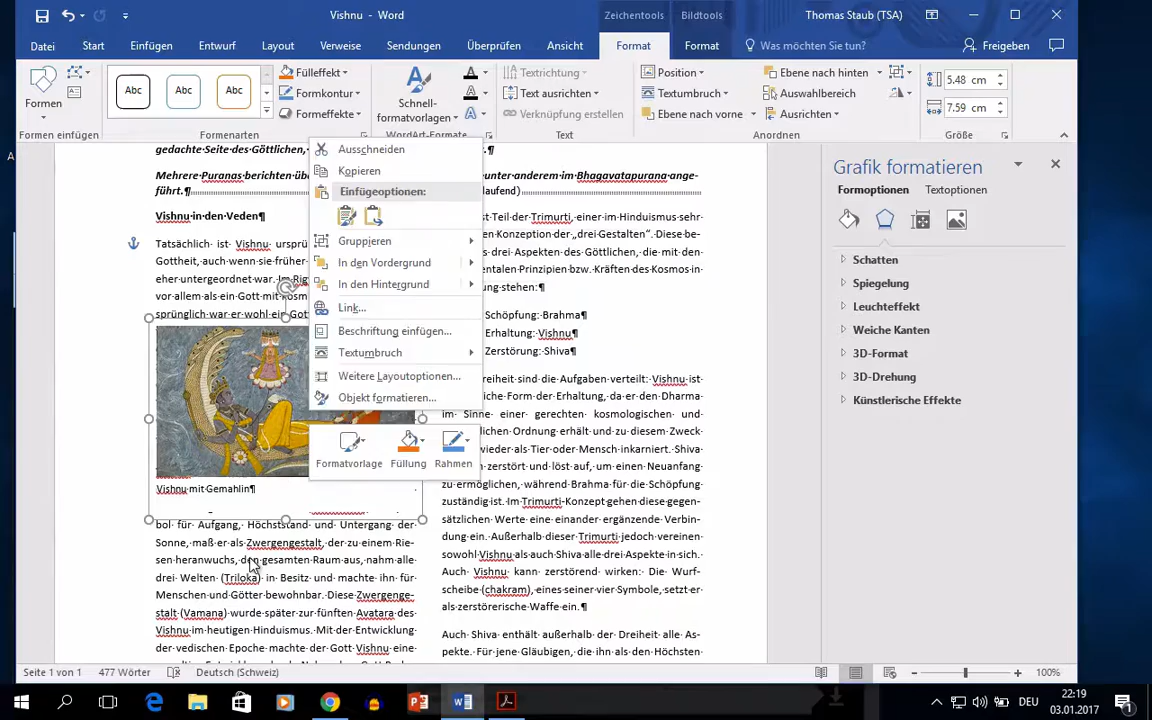 Vishnu - Word
Zeichentools
Bildtools
Thomas Staub (TSA)
Datei
Start
Einfügen
Entwurf
Layout
Verweise
Sendungen
Überprüfen
Ansicht
Format
Format
Was möchten Sie tun?
Freigeben
Formen
Abc
Abc
Abc
Fülleffekt
Formkontur
Formeffekte
Schnell-
formatvorlagen
Textrichtung
Text ausrichten
Verknüpfung erstellen
Position
Textumbruch
Ebene nach vorne
Ebene nach hinten
Auswahlbereich
Ausrichten
5.48 cm
7.59 cm
Formen einfügen
Formenarten
WordArt-Formate
Text
Anordnen
Größe
gedachte·Seite·des·Göttlichen,
Mehrere·Puranas·berichten·üb
unter·anderem·im·Bhagavatapurana·ange-
führt.¶
laufend)
Vishnu·in·den·Veden¶
Tatsächlich· ist· Vishnu· ursprü
Gottheit,·auch·wenn·sie·früher·
eher·untergeordnet·war.·Im·Rig
vor·allem·als·ein·Gott·mit·kosm
sprünglich·war·er·wohl·ein·Gott
Vishnu·mit·Gemahlin¶
bol· für· Aufgang,· Höchststand· und· Untergang· der·
Sonne,·maß·er·als·Zwergengestalt,·der·zu·einem·Rie-
sen·heranwuchs,·den·gesamten·Raum·aus,·nahm·alle·
drei· Welten· (Triloka)· in· Besitz· und· machte· ihn· für·
Menschen·und·Götter·bewohnbar.·Diese·Zwergenge-
stalt·(Vamana)·wurde·später·zur·fünften·Avatara·des·
Vishnu·im·heutigen·Hinduismus.·Mit·der·Entwicklung·
der·vedischen·Epoche·machte·der·Gott·Vishnu·eine·
st·Teil·der·Trimurti,·einer·im·Hinduismus·sehr·
Konzeption·der·„drei·Gestalten“.·Diese·be-
s·drei·Aspekten·des·Göttlichen,·die·mit·den·
entalen·Prinzipien·bzw.·Kräften·des·Kosmos·in·
ung·stehen:¶
Schöpfung:·Brahma¶
Erhaltung:·Vishnu¶
Zerstörung:·Shiva¶
reiheit·sind·die·Aufgaben·verteilt:·Vishnu·ist·
liche·Form·der·Erhaltung,·da·er·den·Dharma·
im· Sinne· einer· gerechten· kosmologischen· und·
lichen·Ordnung·erhält·und·zu·diesem·Zweck·
wieder·als·Tier·oder·Mensch·inkarniert.·Shiva·
zerstört·und·löst·auf,·um·einen·Neuanfang·
zu·ermöglichen,·während·Brahma·für·die·Schöpfung·
zuständig·ist.·Im·Trimurti-Konzept·gehen·diese·gegen-
sätzlichen· Werte· eine· einander· ergänzende· Verbin-
dung·ein.·Außerhalb·dieser·Trimurti·jedoch·vereinen·
sowohl·Vishnu·als·auch·Shiva·alle·drei·Aspekte·in·sich.·
Auch· Vishnu· kann· zerstörend· wirken:· Die· Wurf-
scheibe·(chakram),·eines·seiner·vier·Symbole,·setzt·er·
als·zerstörerische·Waffe·ein.¶
Auch· Shiva· enthält· außerhalb· der· Dreiheit· alle· As-
pekte.· Für· jene· Gläubigen,· die· ihn· als· den· Höchsten·
Ausschneiden
Kopieren
Einfügeoptionen:
Gruppieren
In den Vordergrund
In den Hintergrund
Link...
Beschriftung einfügen...
Textumbruch
Weitere Layoutoptionen...
Objekt formatieren...
Formatvorlage
Füllung
Rahmen
Grafik formatieren
Formoptionen
Textoptionen
Schatten
Spiegelung
Leuchteffekt
Weiche Kanten
3D-Format
3D-Drehung
Künstlerische Effekte
Seite 1 von 1
477 Wörter
Deutsch (Schweiz)
100%
DEU
22:19
03.01.2017
1
A